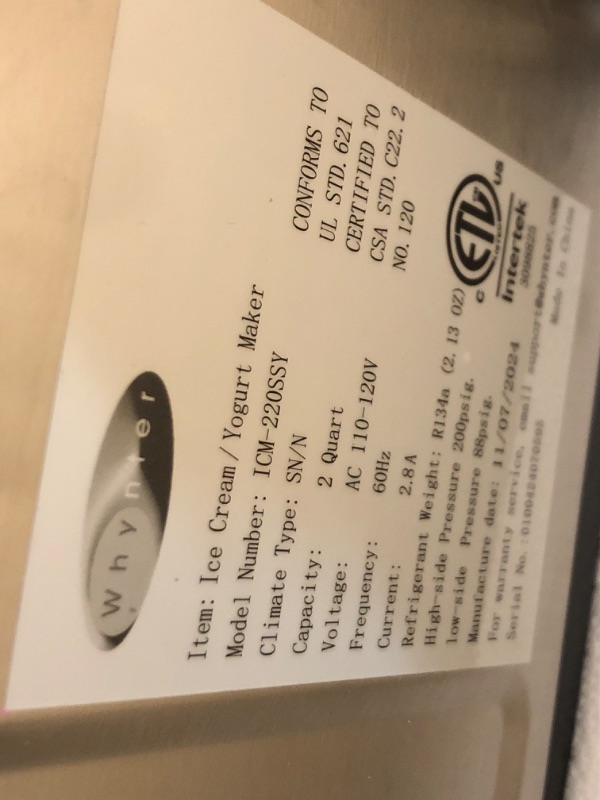 Whynter
Item: Ice Cream/Yogurt Maker
Model Number: ICM-220SSY
Climate Type: SN/N
Capacity: 2 Quart
Voltage: AC 110-120V
Frequency: 60Hz
Current: 2.8A
Refrigerant Weight: R134a (2.13 OZ)
High-side Pressure 200psig.
low-side Pressure 88psig.
Manufacture date: 11/07/2024
For warranty service, email support@whynter.com
Serial No.:
Made In China
CONFORMS TO
UL STD. 621
CERTIFIED TO
CSA STD. C22.2
NO. 120
C ETL US
Intertek